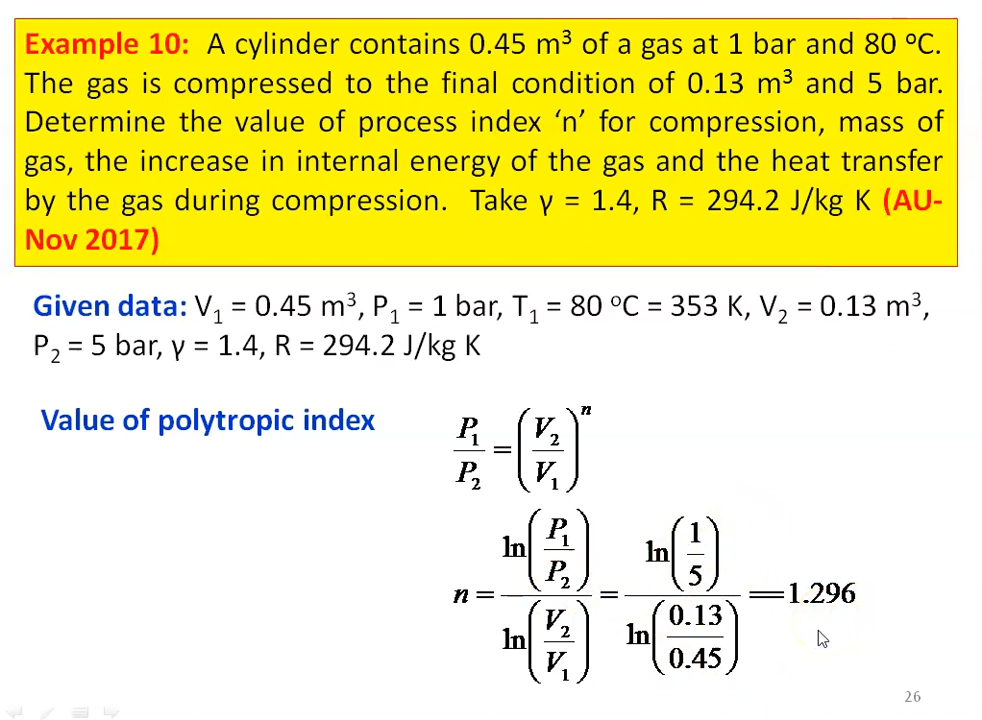 Example 10: A cylinder contains 0.45 m³ of a gas at 1 bar and 80 ºC.
The gas is compressed to the final condition of 0.13 m³ and 5 bar.
Determine the value of process index ‘n’ for compression, mass of
gas, the increase in internal energy of the gas and the heat transfer
by the gas during compression. Take γ = 1.4, R = 294.2 J/kg K (AU-
Nov 2017)
Given data: V₁ = 0.45 m³, P₁ = 1 bar, T₁ = 80 ºC = 353 K, V₂ = 0.13 m³,
P₂ = 5 bar, γ = 1.4, R = 294.2 J/kg K
Value of polytropic index
P₁/P₂ = (V₂/V₁)ⁿ
n = ln(P₁/P₂) / ln(V₂/V₁) = ln(1/5) / ln(0.13/0.45) = 1.296
26